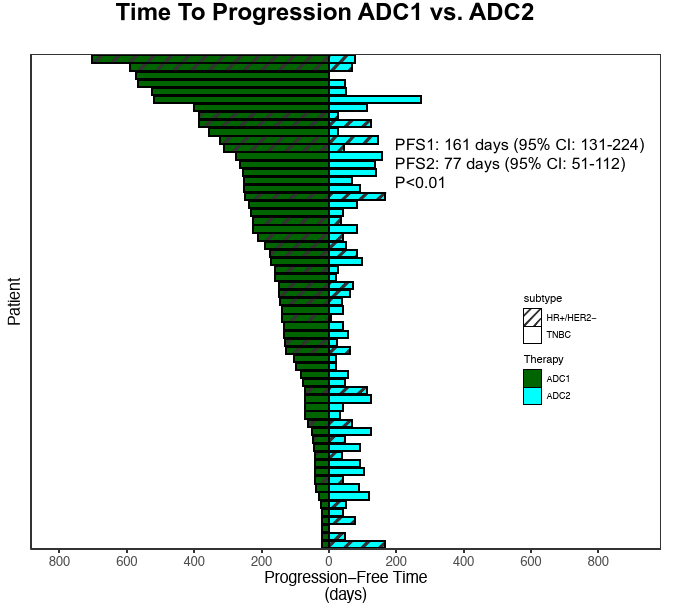 Time To Progression ADC1 vs. ADC2
PFS1: 161 days (95% CI: 131-224)
PFS2: 77 days (95% CI: 51-112)
P<0.01
Patient
subtype
HR+/HER2−
TNBC
Therapy
ADC1
ADC2
800 600 400 200 0 200 400 600 800
Progression−Free Time
(days)